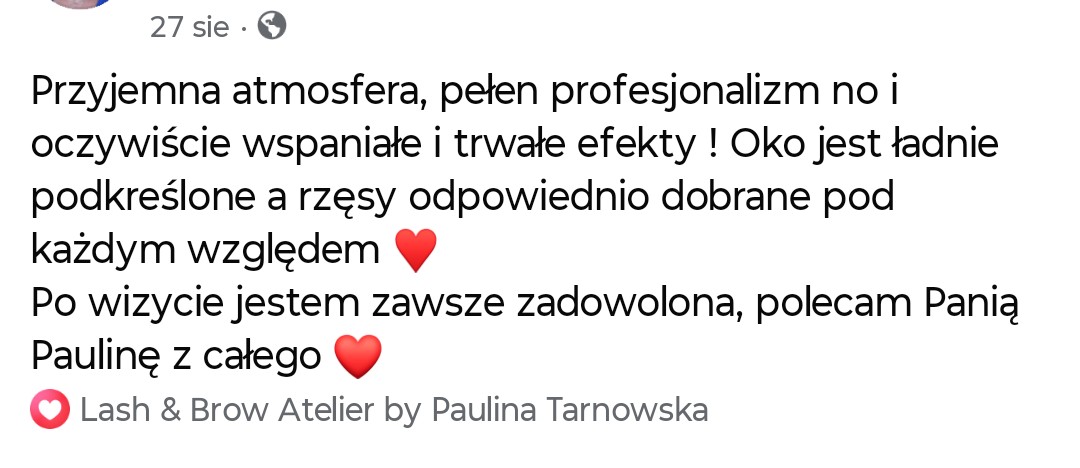 27 sie ·
Przyjemna atmosfera, pełen profesjonalizm no i
oczywiście wspaniałe i trwałe efekty ! Oko jest ładnie
podkreślone a rzęsy odpowiednio dobrane pod
każdym względem ♥️
Po wizycie jestem zawsze zadowolona, polecam Panią
Paulinę z całego ❤️
Lash & Brow Atelier by Paulina Tarnowska